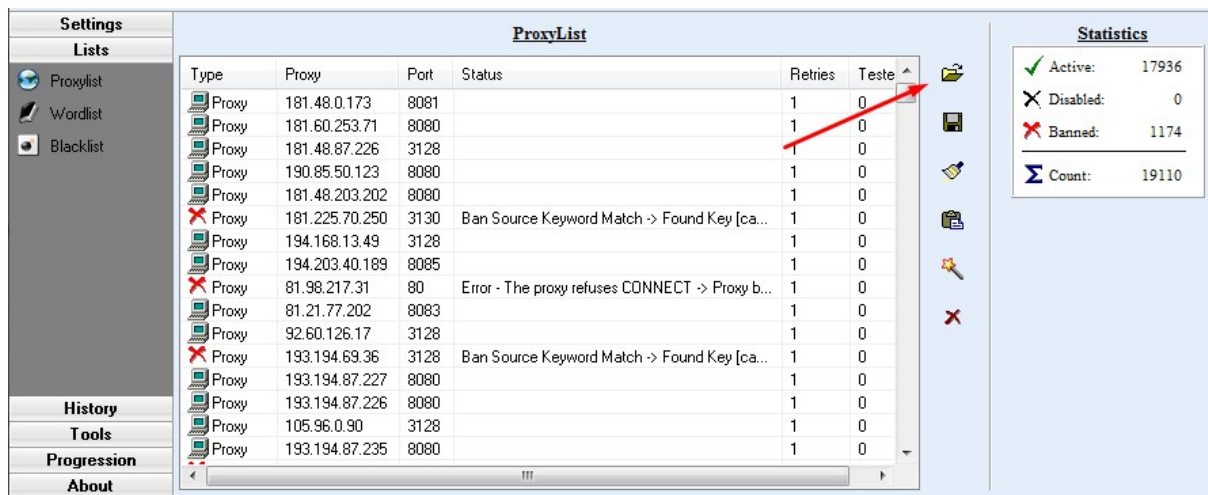 Settings
Lists
Proxylist
Wordlist
Blacklist
History
Tools
Progression
About
ProxyList
Type Proxy Port Status Retries Teste
Proxy 181.48.0.173 8081 1 0
Proxy 181.60.253.71 8080 1 0
Proxy 181.48.87.226 3128 1 0
Proxy 190.85.50.123 8080 1 0
Proxy 181.48.203.202 8080 1 0
Proxy 181.225.70.250 3130 Ban Source Keyword Match -> Found Key [ca... 1 0
Proxy 194.168.13.49 3128 1 0
Proxy 194.203.40.189 8085 1 0
Proxy 81.98.217.31 80 Error - The proxy refuses CONNECT -> Proxy b... 1 0
Proxy 81.21.77.202 8083 1 0
Proxy 92.60.126.17 3128 1 0
Proxy 193.194.69.36 3128 Ban Source Keyword Match -> Found Key [ca... 1 0
Proxy 193.194.87.227 8080 1 0
Proxy 193.194.87.226 8080 1 0
Proxy 105.96.0.90 3128 1 0
Proxy 193.194.87.235 8080 1 0
Statistics
Active: 17936
Disabled: 0
Banned: 1174
Σ Count: 19110